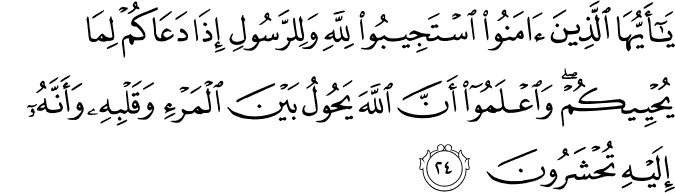 يَـٰٓأَيُّهَا ٱلَّذِينَ ءَامَنُوا۟ ٱسْتَجِيبُوا۟ لِلَّهِ وَلِلرَّسُولِ إِذَا دَعَاكُمْ لِمَا
يُحْيِيكُمْ ۖ وَٱعْلَمُوٓا۟ أَنَّ ٱللَّهَ يَحُولُ بَيْنَ ٱلْمَرْءِ وَقَلْبِهِۦ وَأَنَّهُۥٓ
إِلَيْهِ تُحْشَرُونَ ٢٤